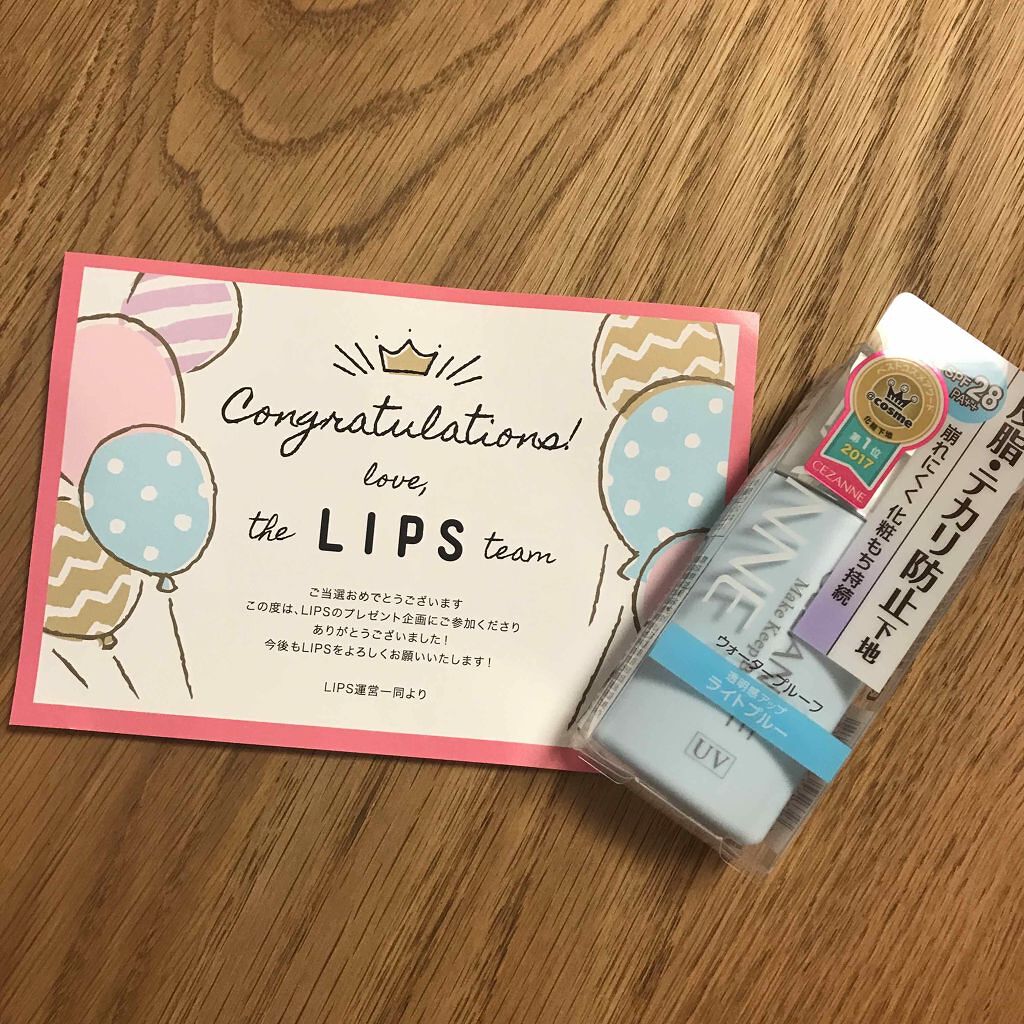 Congratulations!
love,
the LIPS team
ご当選おめでとうございます
この度は、LIPSのプレゼント企画にご参加くださり
ありがとうございました!
今後もLIPSをよろしくお願いいたします!
LIPS運営一同より
SPF28
PA++
皮脂・テカリ防止下地
崩れにくく化粧もち持続
@cosme
化粧下地
第1位
2017
CEZANNE
Make Keep
ウォータープルーフ
透明感アップ
ライトブルー
UV